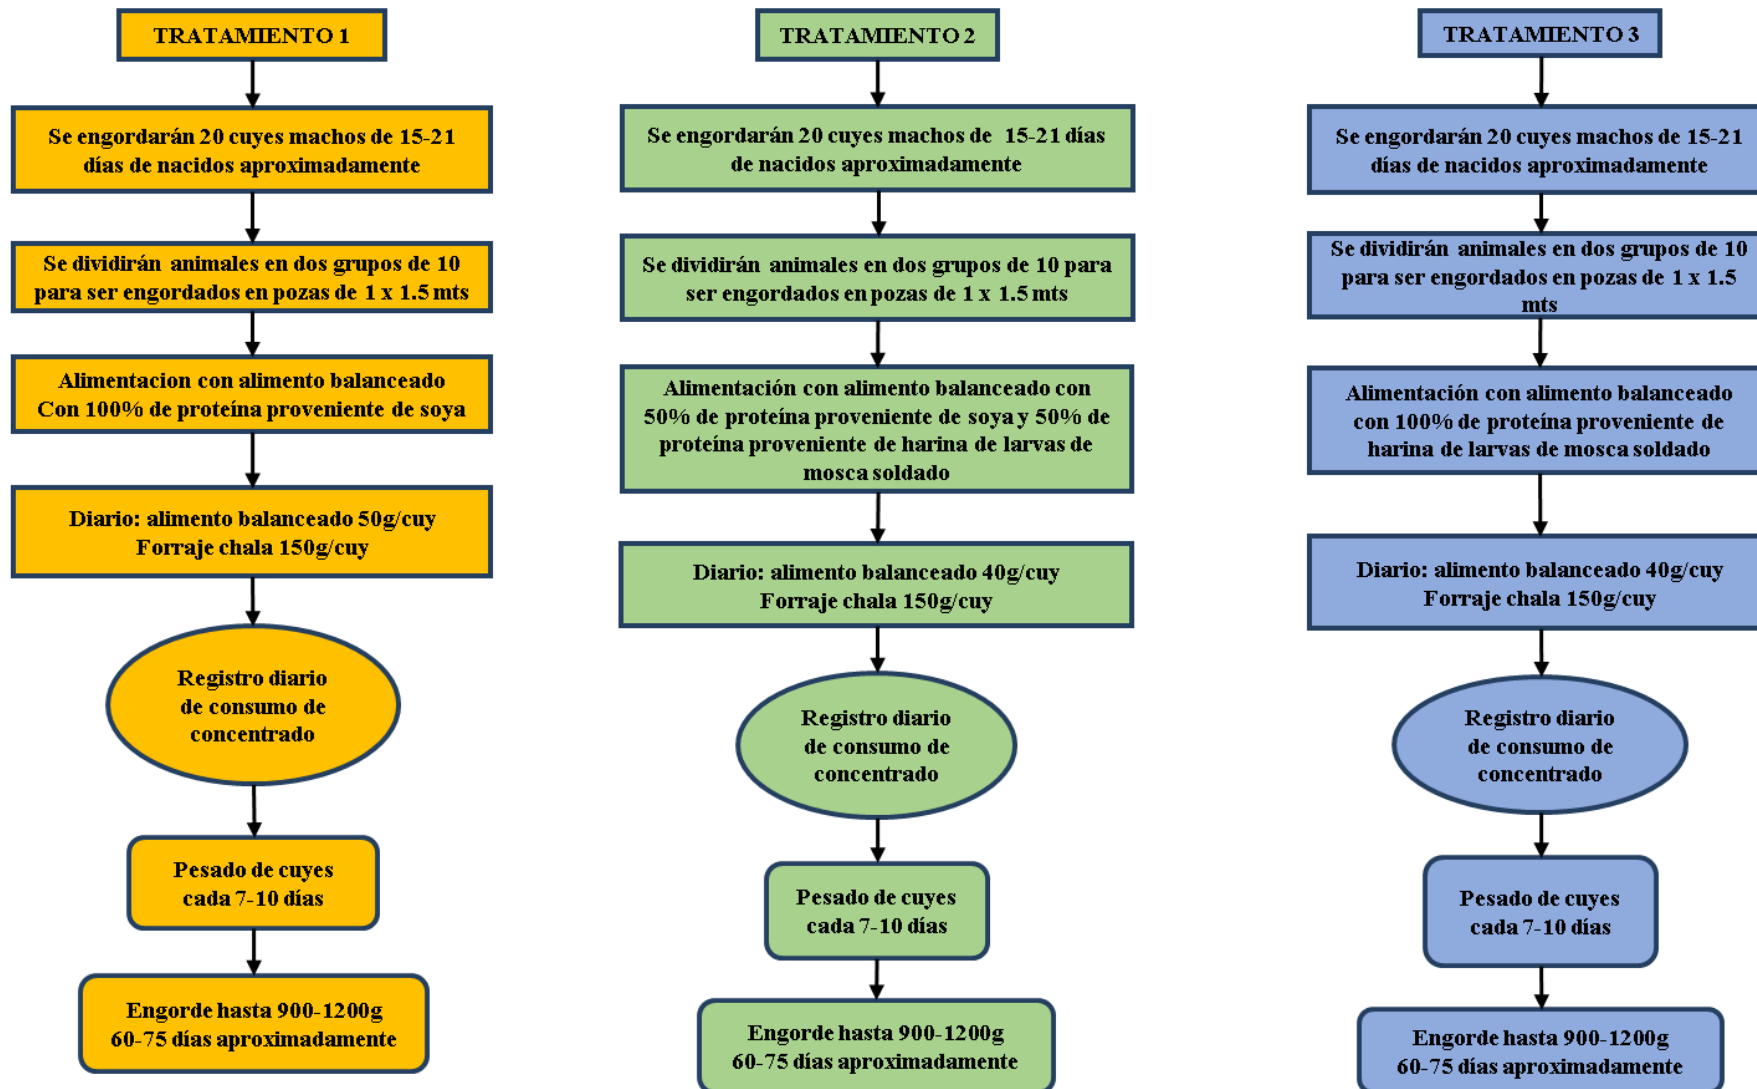 TRATAMIENTO 1
Se engordarán 20 cuyes machos de 15-21
días de nacidos aproximadamente
Se dividirán animales en dos grupos de 10
para ser engordados en pozas de 1 x 1.5 mts
Alimentacion con alimento balanceado
Con 100% de proteína proveniente de soya
Diario: alimento balanceado 50g/cuy
Forraje chala 150g/cuy
Registro diario
de consumo de
concentrado
Pesado de cuyes
cada 7-10 días
Engorde hasta 900-1200g
60-75 días aproximadamente
TRATAMIENTO 2
Se engordarán 20 cuyes machos de 15-21 días
de nacidos aproximadamente
Se dividirán animales en dos grupos de 10 para
ser engordados en pozas de 1 x 1.5 mts
Alimentación con alimento balanceado con
50% de proteína proveniente de soya y 50% de
proteína proveniente de harina de larvas de
mosca soldado
Diario: alimento balanceado 40g/cuy
Forraje chala 150g/cuy
Registro diario
de consumo de
concentrado
Pesado de cuyes
cada 7-10 días
Engorde hasta 900-1200g
60-75 días aproximadamente
TRATAMIENTO 3
Se engordarán 20 cuyes machos de 15-21
días de nacidos aproximadamente
Se dividirán animales en dos grupos de 10
para ser engordados en pozas de 1 x 1.5
mts
Alimentación con alimento balanceado
con 100% de proteína proveniente de
harina de larvas de mosca soldado
Diario: alimento balanceado 40g/cuy
Forraje chala 150g/cuy
Registro diario
de consumo de
concentrado
Pesado de cuyes
cada 7-10 días
Engorde hasta 900-1200g
60-75 días aproximadamente